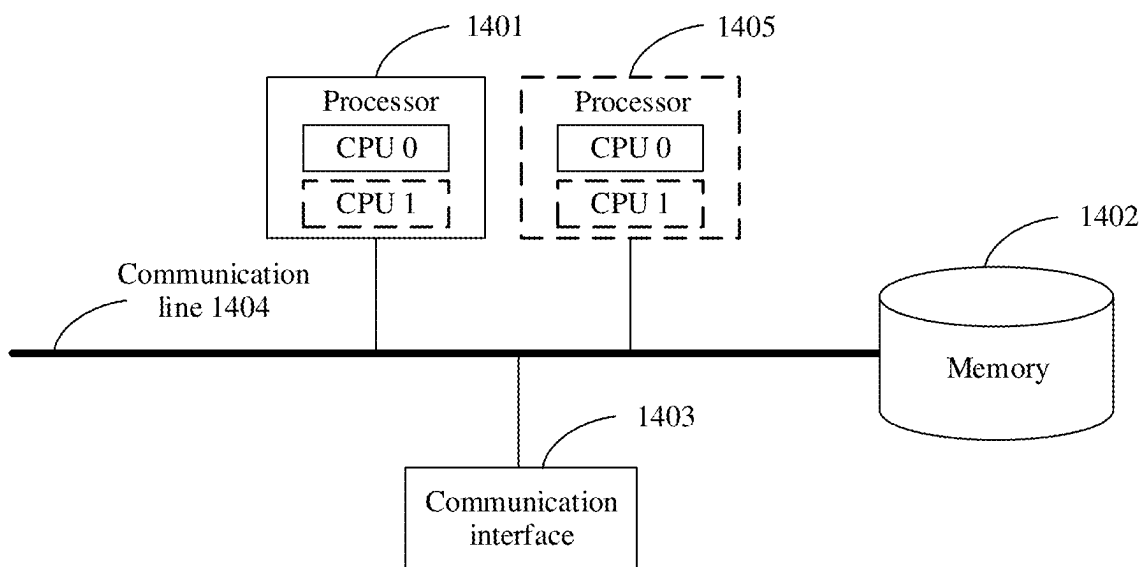 1401
1405
Processor
CPU 0
CPU 1
Processor
CPU 0
CPU 1
1402
Communication
line 1404
Memory
1403
Communication
interface